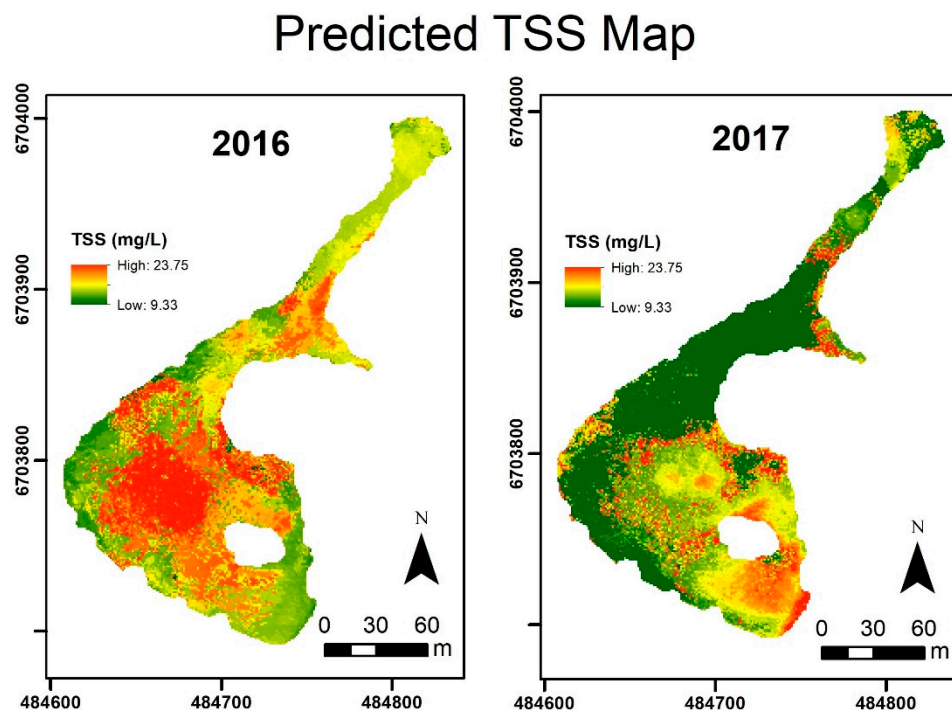 Predicted TSS Map
2016
TSS (mg/L)
High: 23.75
Low: 9.33
6704000
6703900
6703800
N
0 30 60
m
484600 484700 484800
2017
TSS (mg/L)
High: 23.75
Low: 9.33
6704000
6703900
6703800
N
0 30 60
m
484600 484700 484800